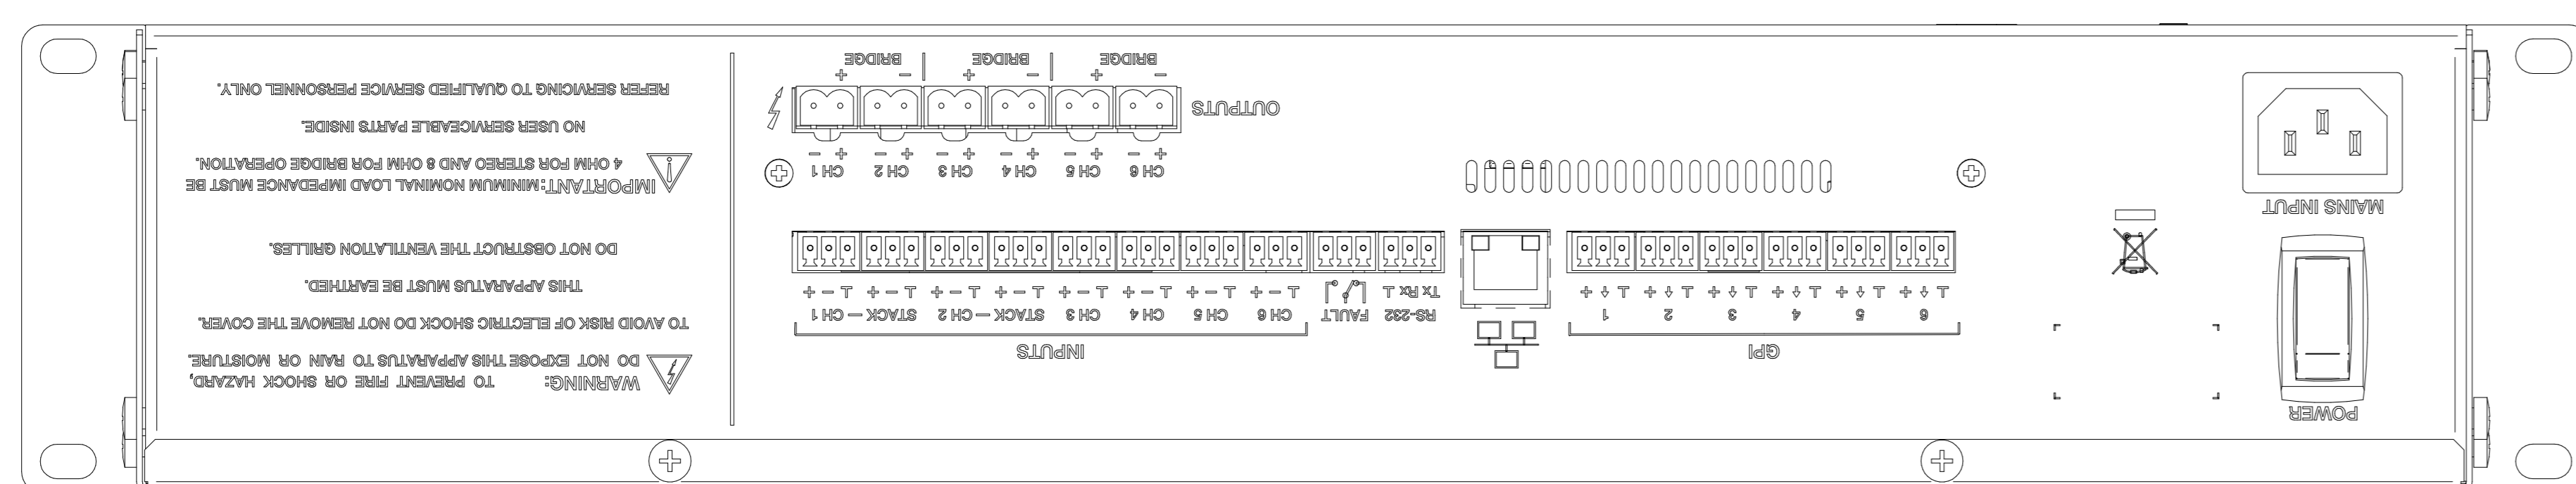 WARNING: TO PREVENT FIRE OR SHOCK HAZARD,
DO NOT EXPOSE THIS APPARATUS TO RAIN OR MOISTURE.
TO AVOID RISK OF ELECTRIC SHOCK DO NOT REMOVE THE COVER.
THIS APPARATUS MUST BE EARTHED.
DO NOT OBSTRUCT THE VENTILATION GRILLES.
IMPORTANT: MINIMUM NOMINAL LOAD IMPEDANCE MUST BE
4 OHM FOR STEREO AND 8 OHM FOR BRIDGE OPERATION.
NO USER SERVICEABLE PARTS INSIDE.
REFER SERVICING TO QUALIFIED SERVICE PERSONNEL ONLY.
POWER
MAINS INPUT
GPI
6 5 4 3 2 1
⊥ ↑ + ⊥ ↑ + ⊥ ↑ + ⊥ ↑ + ⊥ ↑ + ⊥ ↑ +
INPUTS
RS-232 FAULT CH 6 CH 5 CH 4 CH 3 STACK — CH 2 STACK — CH 1
Tx Rx ⊥ ⊥ − + ⊥ − + ⊥ − + ⊥ − + ⊥ − + ⊥ − +
CH 6 CH 5 CH 4 CH 3 CH 2 CH 1
+ − + − + − + − + − + −
OUTPUTS
− + − + − +
BRIDGE BRIDGE BRIDGE